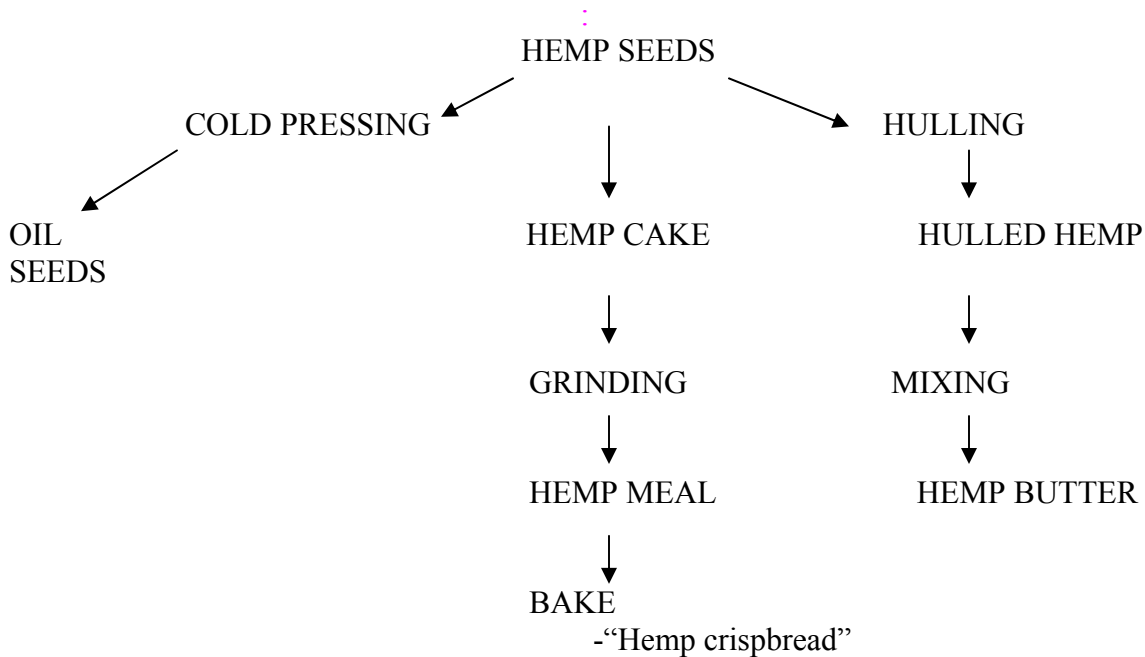 :
HEMP SEEDS
COLD PRESSING
HULLING
OIL
SEEDS
HEMP CAKE
HULLED HEMP
GRINDING
MIXING
HEMP MEAL
HEMP BUTTER
BAKE
-“Hemp crispbread”